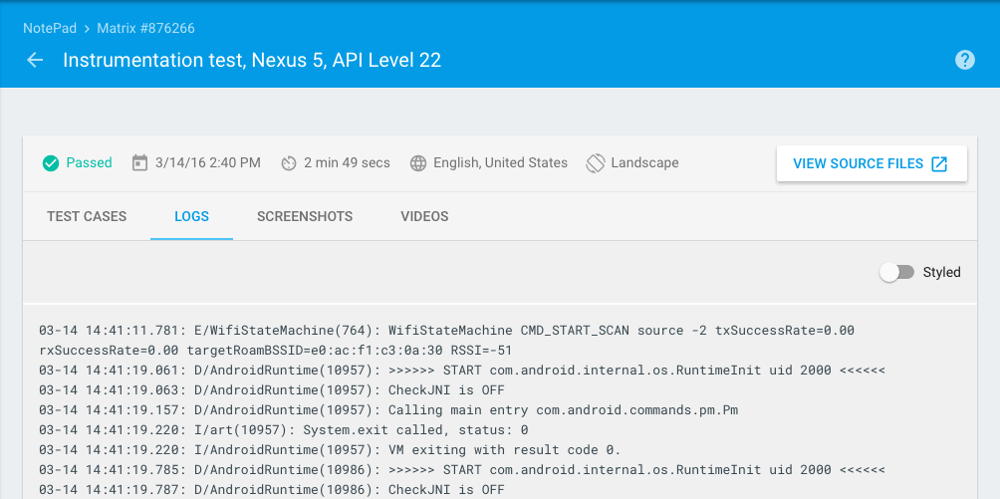 NotePad > Matrix #876266
Instrumentation test, Nexus 5, API Level 22
?
Passed 3/14/16 2:40 PM 2 min 49 secs English, United States Landscape
VIEW SOURCE FILES
TEST CASES LOGS SCREENSHOTS VIDEOS
Styled
03-14 14:41:11.781: E/WifiStateMachine(764): WifiStateMachine CMD_START_SCAN source -2 txSuccessRate=0.00
rxSuccessRate=0.00 targetRoamBSSID=e0:ac:f1:c3:0a:30 RSSI=-51
03-14 14:41:19.061: D/AndroidRuntime(10957): >>>>>> START com.android.internal.os.RuntimeInit uid 2000 <<<<<<
03-14 14:41:19.063: D/AndroidRuntime(10957): CheckJNI is OFF
03-14 14:41:19.157: D/AndroidRuntime(10957): Calling main entry com.android.commands.pm.Pm
03-14 14:41:19.220: I/art(10957): System.exit called, status: 0
03-14 14:41:19.220: I/AndroidRuntime(10957): VM exiting with result code 0.
03-14 14:41:19.785: D/AndroidRuntime(10986): >>>>>> START com.android.internal.os.RuntimeInit uid 2000 <<<<<<
03-14 14:41:19.787: D/AndroidRuntime(10986): CheckJNI is OFF